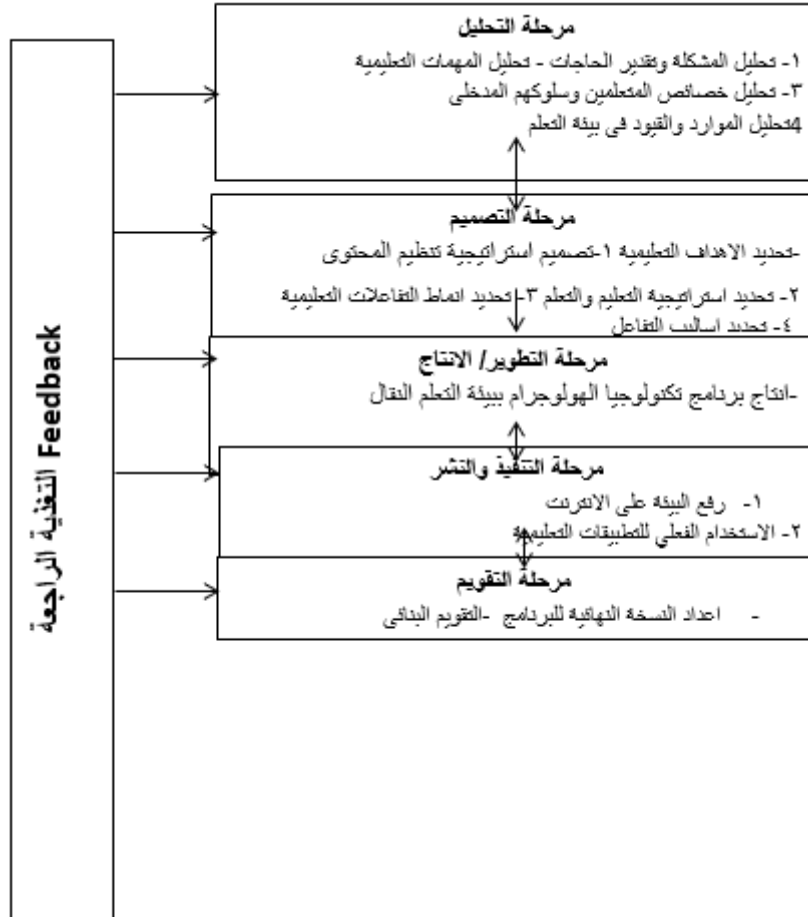 مرحلة التحليل
١- تحليل المشكلة وتقدير الحاجات - تحليل المهمات التعليمية
٣- تحليل خصائص المتعلمين وسلوكهم المدخلى
4تحليل الموارد والقيود فى بيئة التعلم
مرحلة التصميم
-تحديد الاهداف التعليمية ١-تصميم استراتيجية تنظيم المحتوى
٢- تحديد استراتيجية التعليم والتعلم ٣- تحديد انماط التفاعلات التعليمية
٤- تحديد اساليب التفاعل
مرحلة التطوير/ الانتاج
-انتاج برنامج تكنولوجيا الهولوجرام ببيئة التعلم النقال
مرحلة التنفيذ والنشر
١- رفع البيئة على الانترنت
٢- الاستخدام الفعلي للتطبيقات التعليمية
مرحلة التقويم
- اعداد النسخة النهائية للبرنامج -التقويم البنائى
التغذية الراجعة Feedback